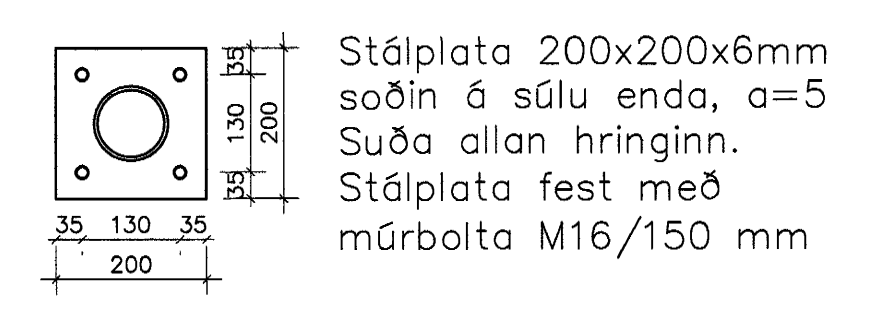 Stálplata 200x200x6mm
soðin á súlu enda, a=5
Suða allan hringinn.
Stálplata fest með
múrbolta M16/150 mm
35
130
200
35
35 130 35
200